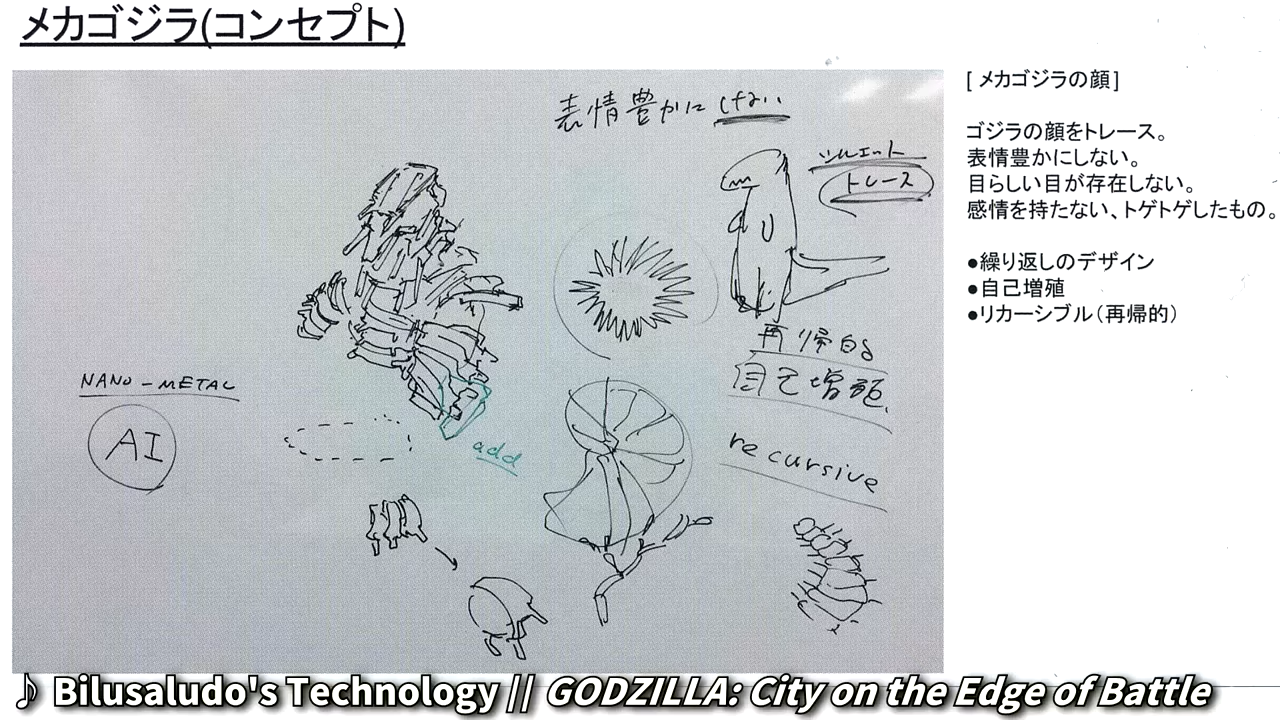 メカゴジラ(コンセプト)
[ メカゴジラの顔 ]
ゴジラの顔をトレース。
表情豊かにしない。
目らしい目が存在しない。
感情を持たない、トゲトゲしたもの。
●繰り返しのデザイン
●自己増殖
●リカーシブル（再帰的）
表情豊かに しない
シルエット
トレース
再帰的
自己増殖
recursive
NANO-METAL
AI
add
♪ Bilusaludo's Technology // GODZILLA: City on the Edge of Battle